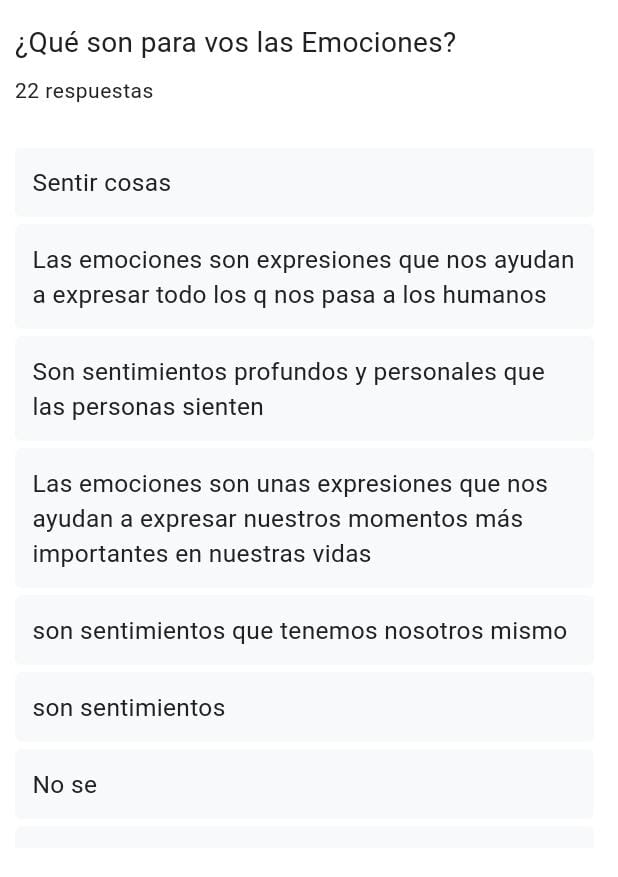 ¿Qué son para vos las Emociones?
22 respuestas
Sentir cosas
Las emociones son expresiones que nos ayudan
a expresar todo los q nos pasa a los humanos
Son sentimientos profundos y personales que
las personas sienten
Las emociones son unas expresiones que nos
ayudan a expresar nuestros momentos más
importantes en nuestras vidas
son sentimientos que tenemos nosotros mismo
son sentimientos
No se